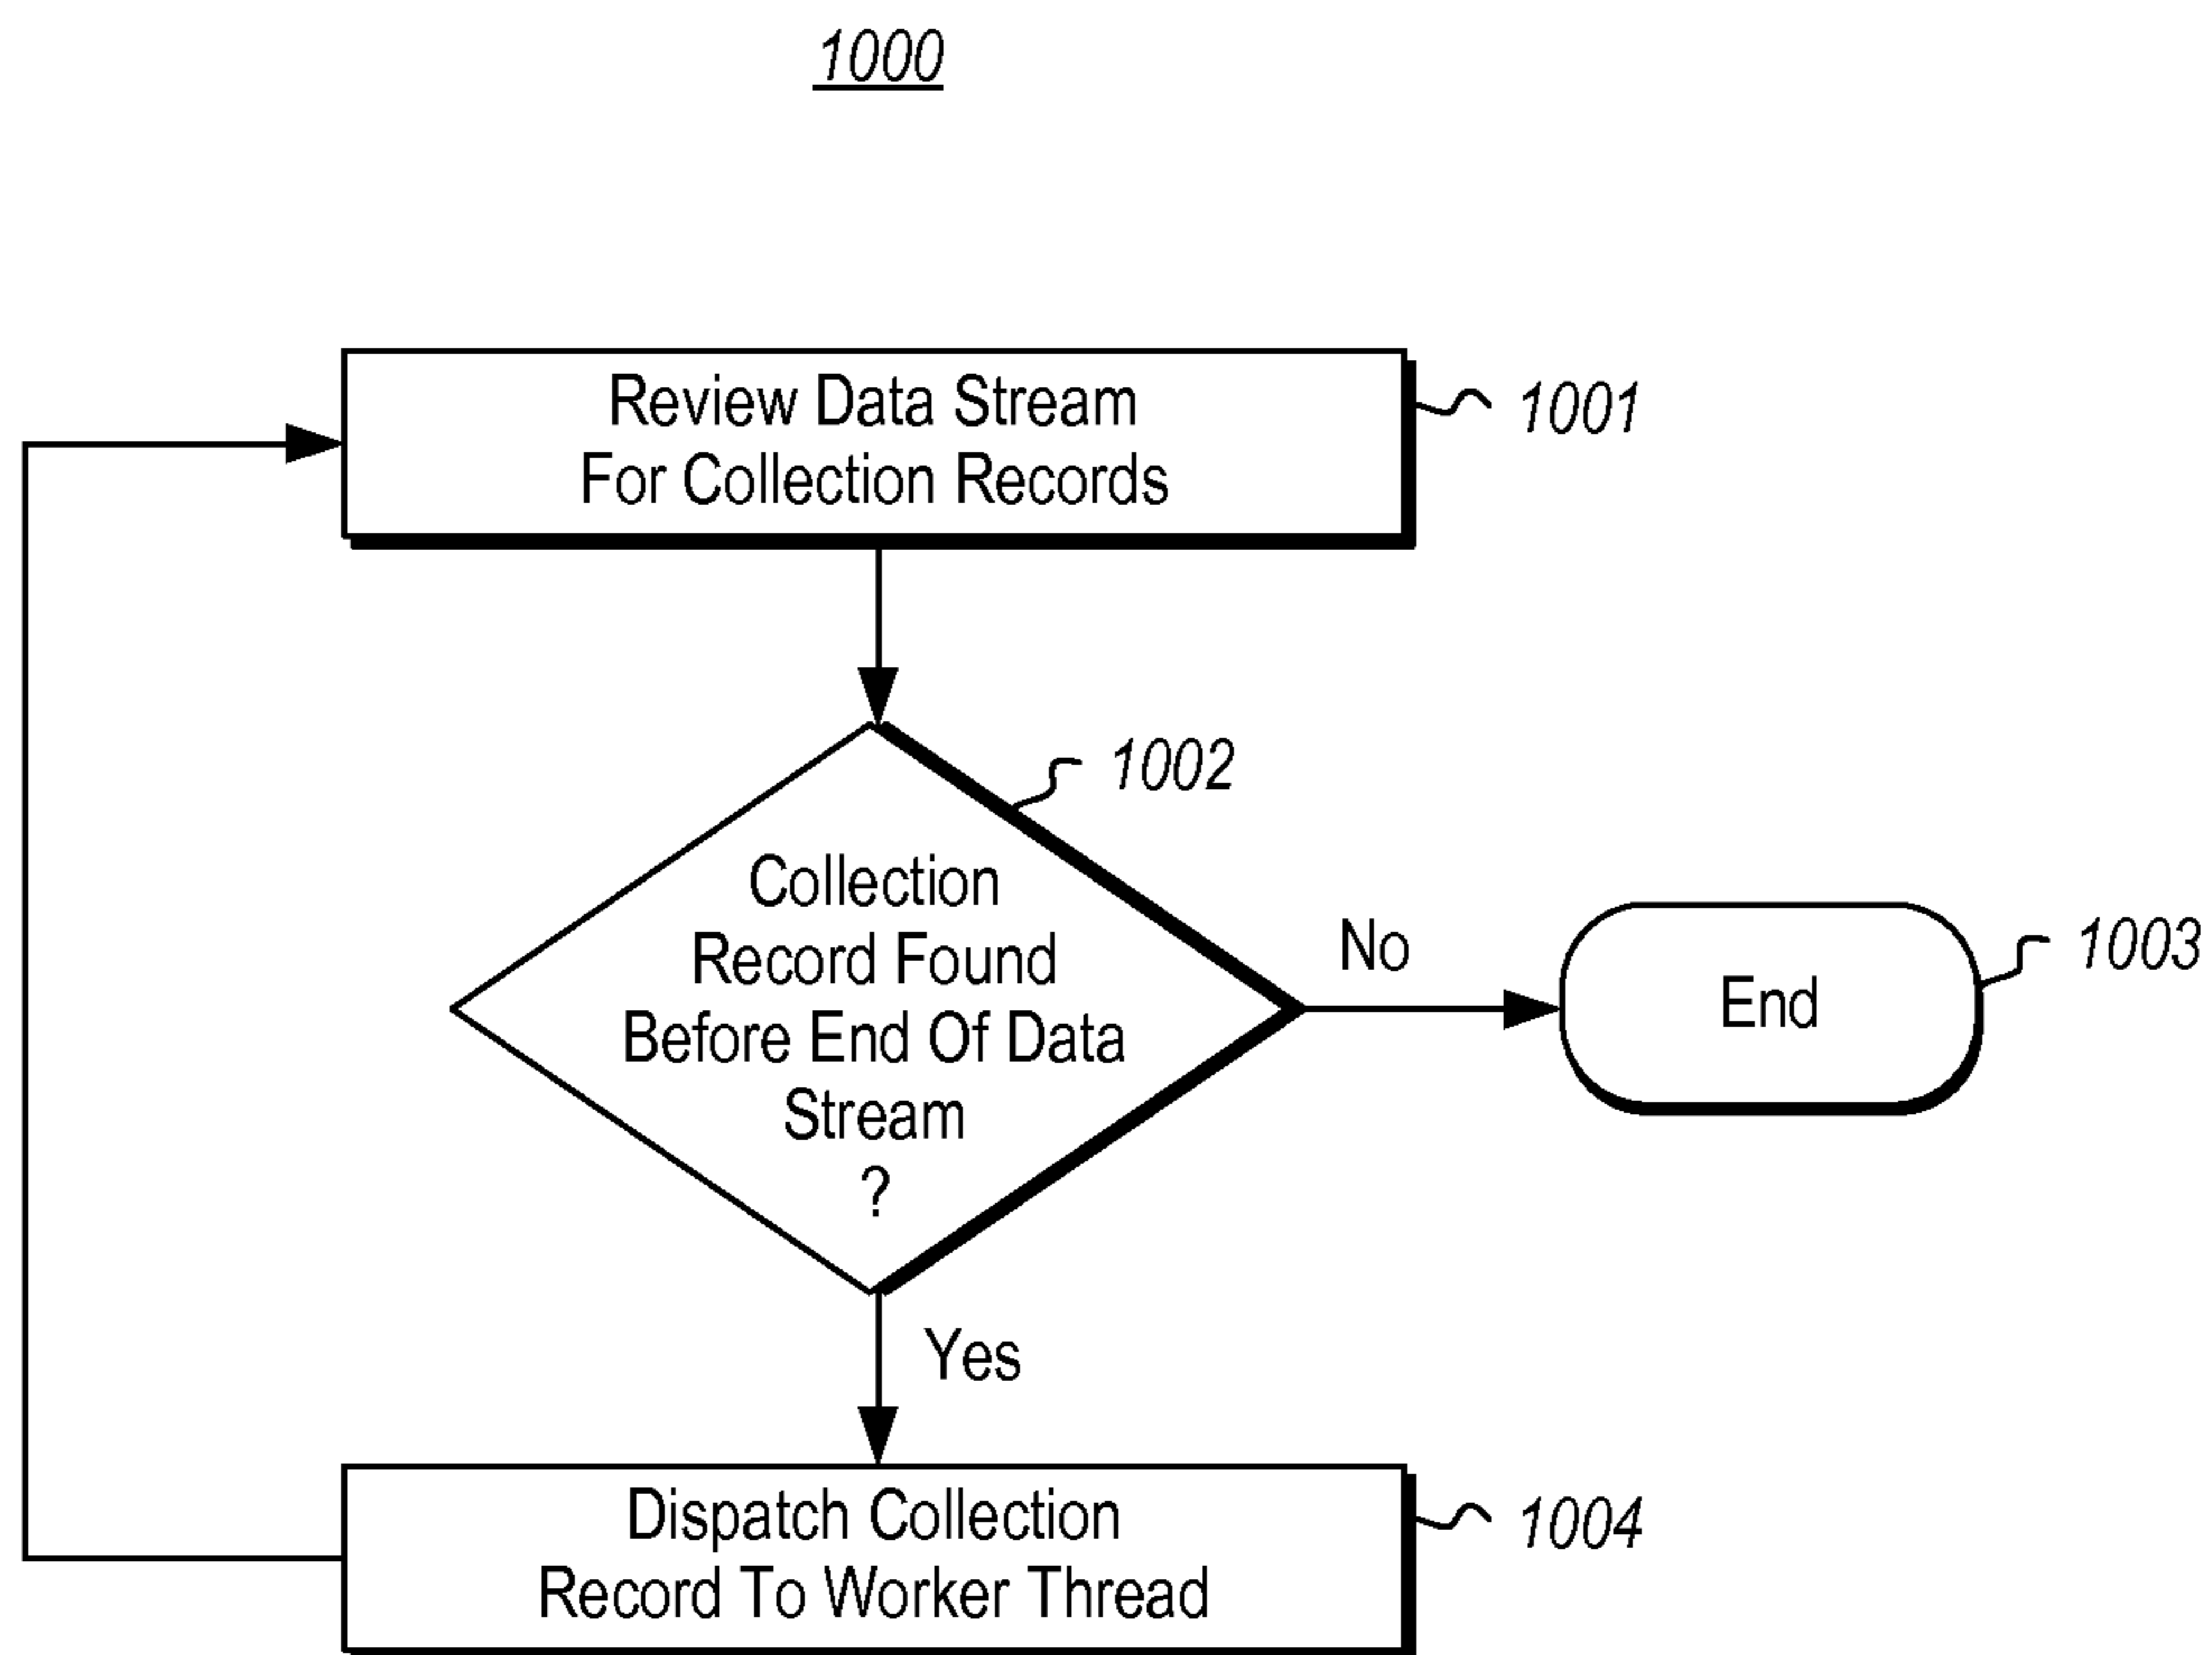 1000
Review Data Stream
For Collection Records
1001
1002
Collection
Record Found
Before End Of Data
Stream
?
No
End
1003
Yes
Dispatch Collection
Record To Worker Thread
1004